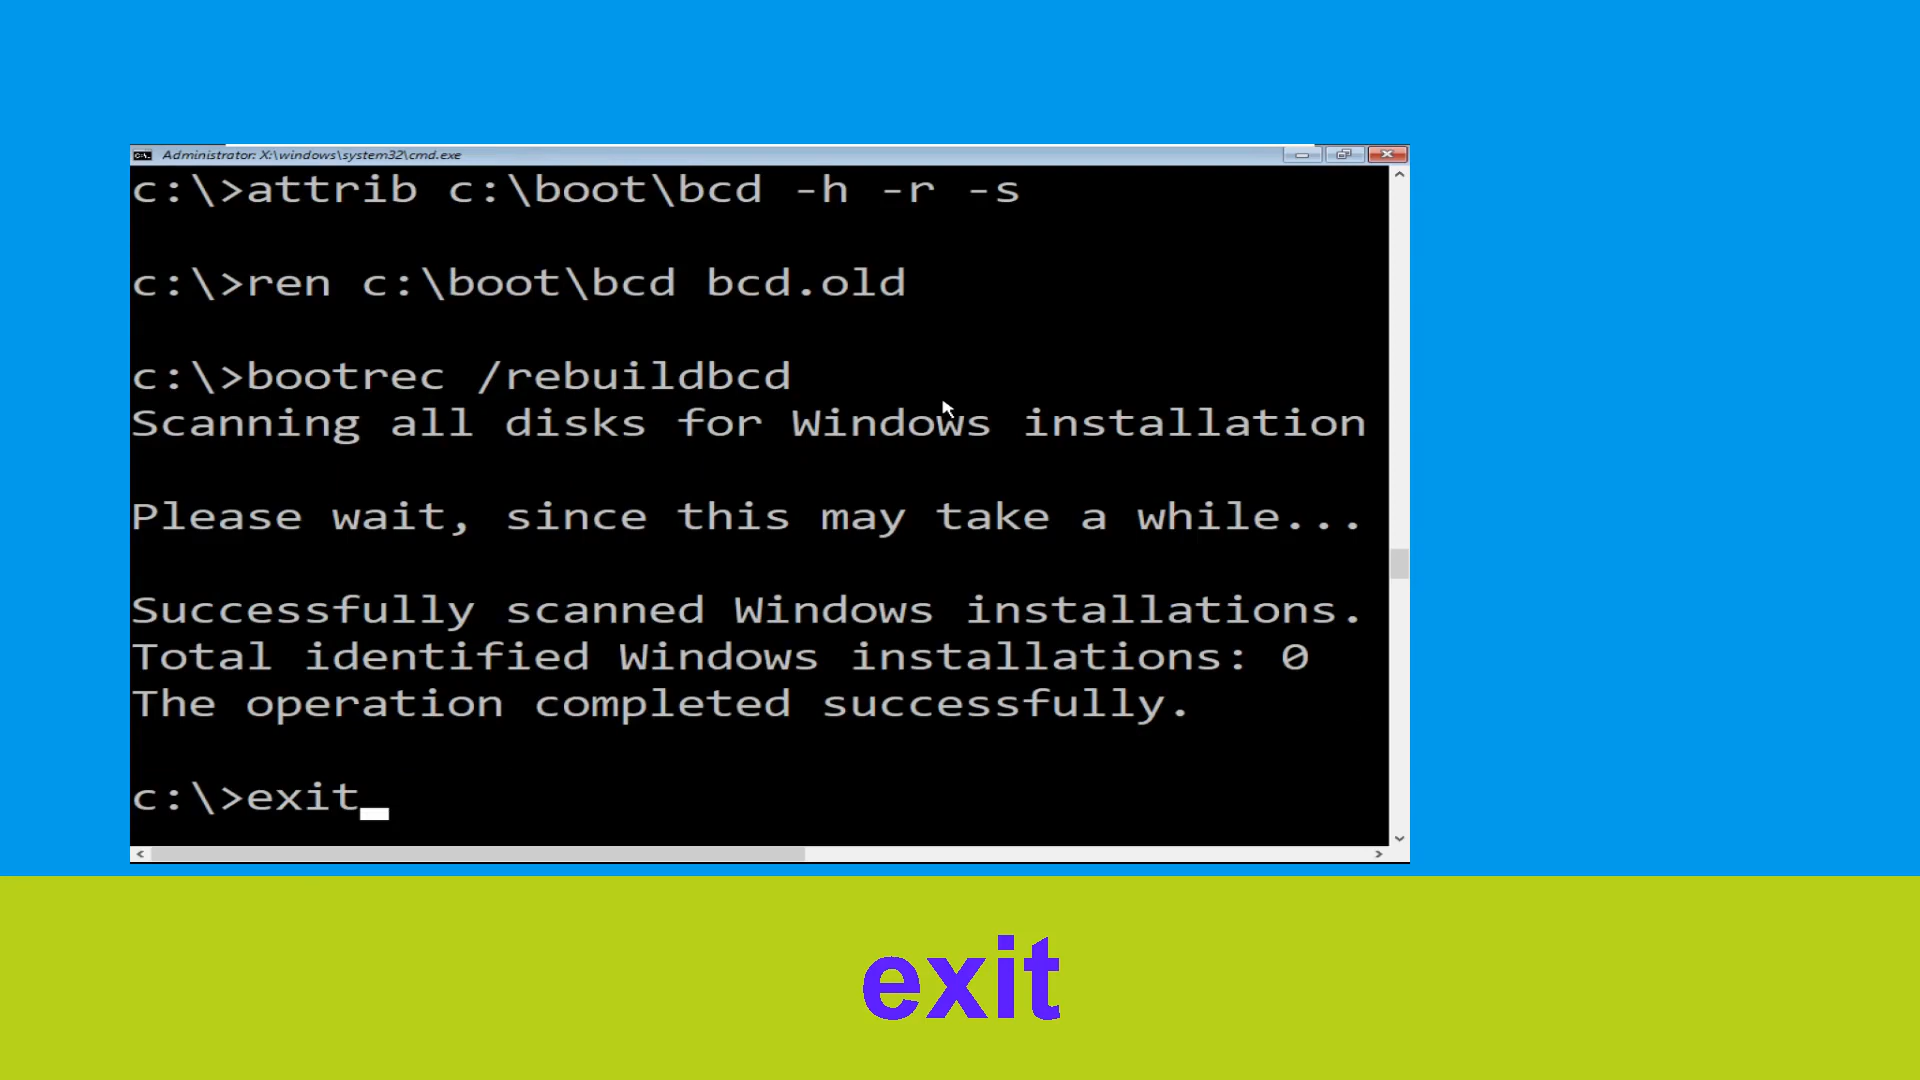 Administrator: X:\windows\system32\cmd.exe
c:\>attrib c:\boot\bcd -h -r -s
c:\>ren c:\boot\bcd bcd.old
c:\>bootrec /rebuildbcd
Scanning all disks for Windows installation
Please wait, since this may take a while...
Successfully scanned Windows installations.
Total identified Windows installations: 0
The operation completed successfully.
c:\>exit_
exit